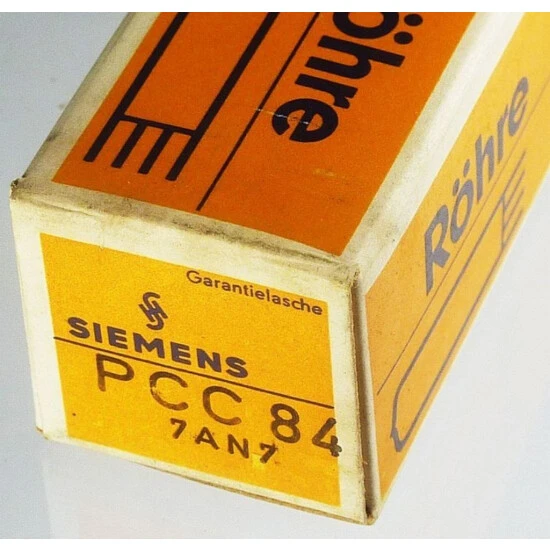 Röhre
Röhre
Garantielasche
SIEMENS
PCC 84
7AN7